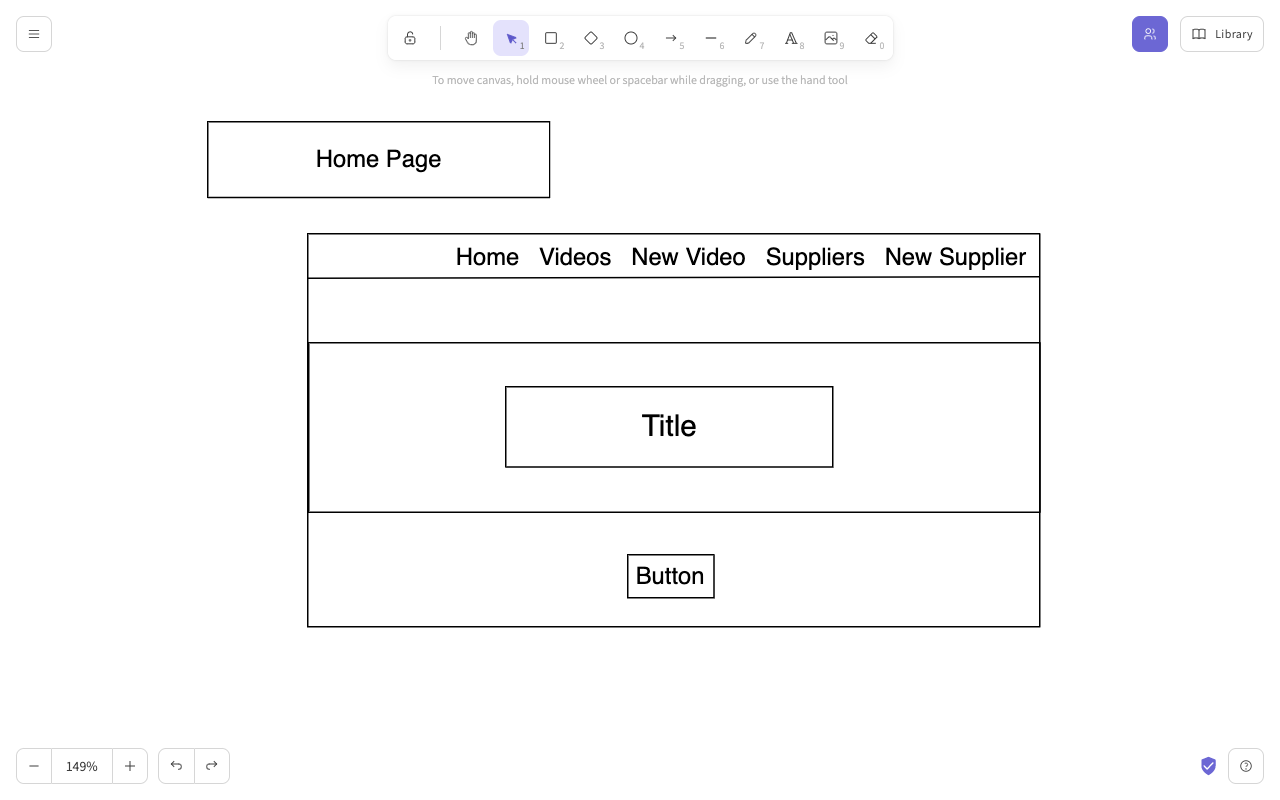 1
2
3
4
5
6
7
8
9
0
Library
To move canvas, hold mouse wheel or spacebar while dragging, or use the hand tool
Home Page
Home Videos New Video Suppliers New Supplier
Title
Button
149%